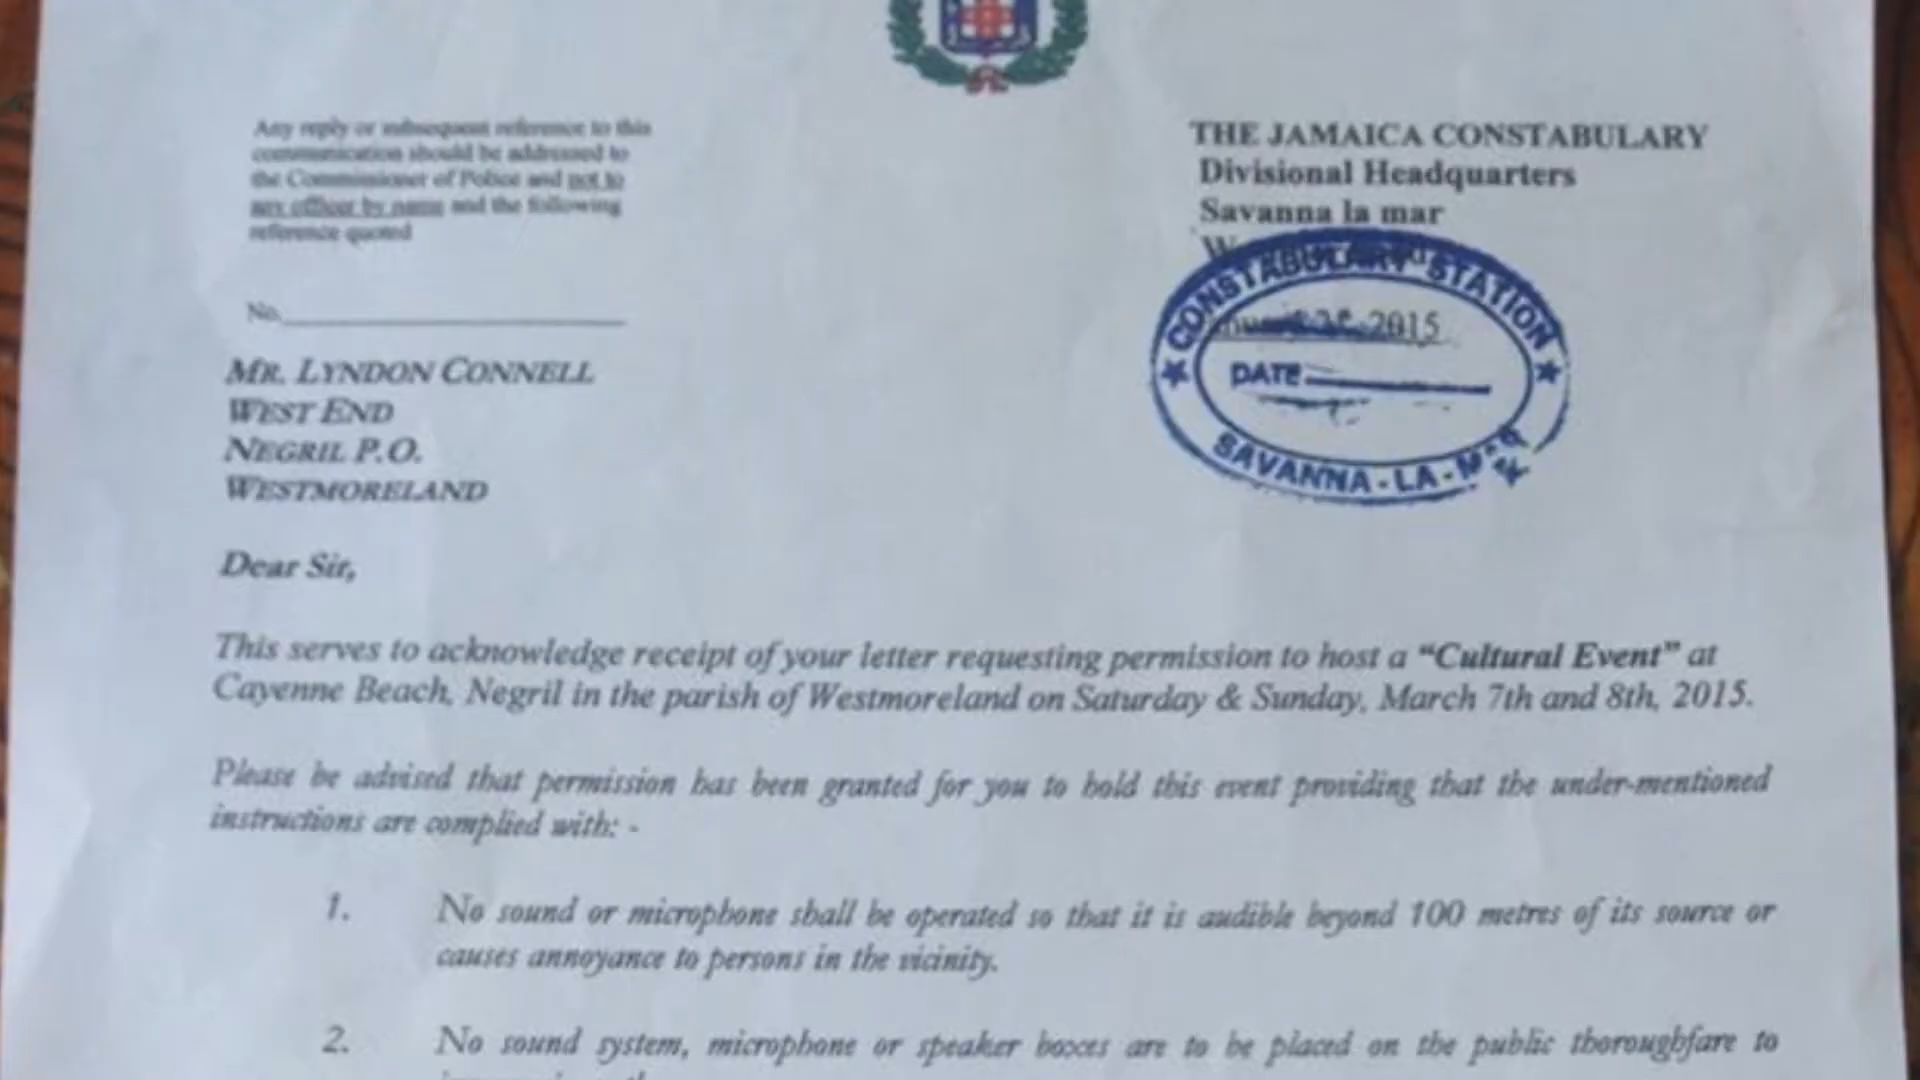 Any reply or subsequent reference to this
communication should be addressed to
the Commissioner of Police and not to
any officer by name and the following
reference quoted
No.
THE JAMAICA CONSTABULARY
Divisional Headquarters
Savanna la mar
2015
CONSTABULARY STATION
DATE
SAVANNA-LA-MAR
MR. LYNDON CONNELL
WEST END
NEGRIL P.O.
WESTMORELAND
Dear Sir,
This serves to acknowledge receipt of your letter requesting permission to host a “Cultural Event” at
Cayenne Beach, Negril in the parish of Westmoreland on Saturday & Sunday, March 7th and 8th, 2015.
Please be advised that permission has been granted for you to hold this event providing that the under-mentioned
instructions are complied with: -
1. No sound or microphone shall be operated so that it is audible beyond 100 metres of its source or
causes annoyance to persons in the vicinity.
2. No sound system, microphone or speaker boxes are to be placed on the public thoroughfare to